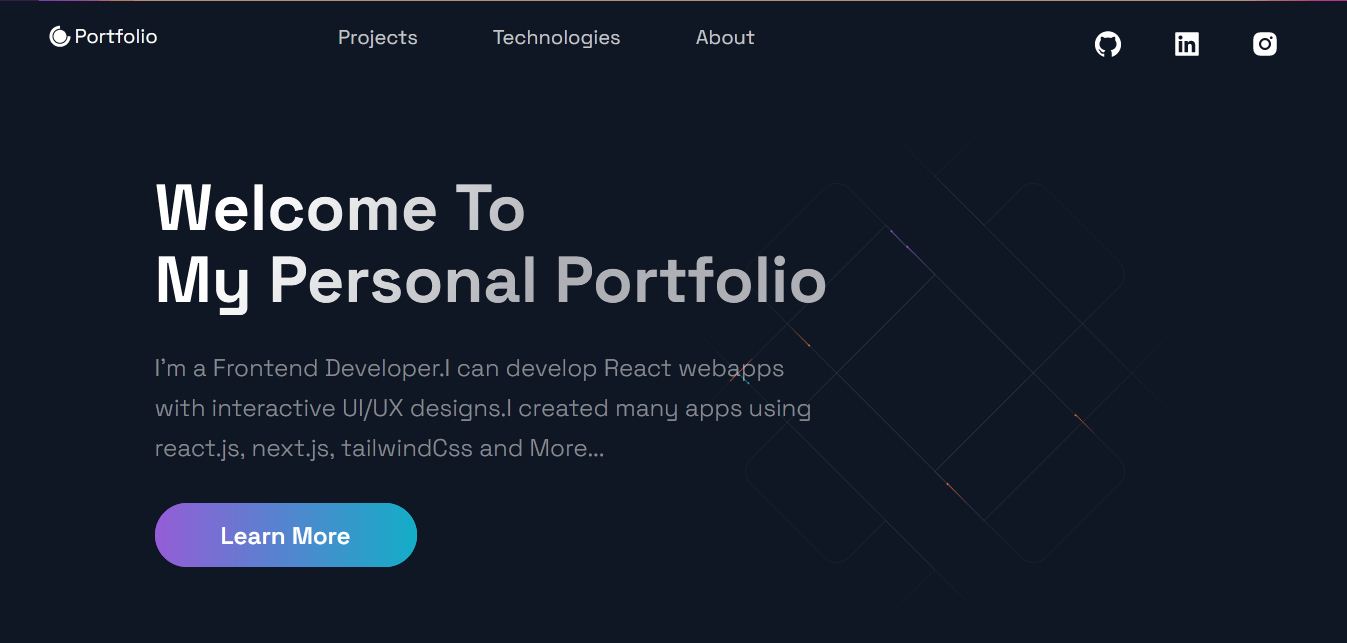 Portfolio
Projects
Technologies
About
Welcome To
My Personal Portfolio
I'm a Frontend Developer.I can develop React webapps
with interactive UI/UX designs.I created many apps using
react.js, next.js, tailwindCss and More...
Learn More